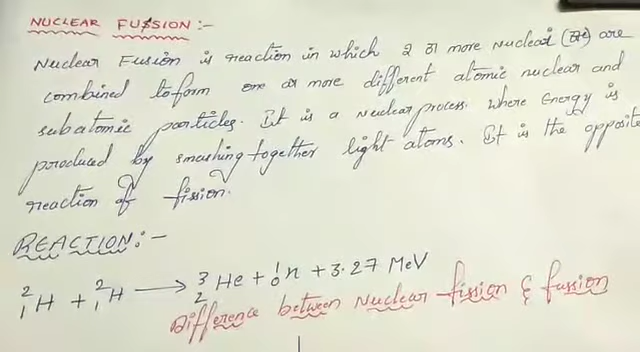 NUCLEAR FUSSION :-
Nuclear Fusion is reaction in which 2 or more Nuclei are
combined to form one or more different atomic nuclear and
subatomic particles. It is a Nuclear process. Where Energy is
produced by smashing together light atoms. It is the opposite
reaction of fission.
REACTION:-
²₁H + ²₁H → ³₂He + ¹₀n + 3.27 MeV
Difference between Nuclear fission & fussion